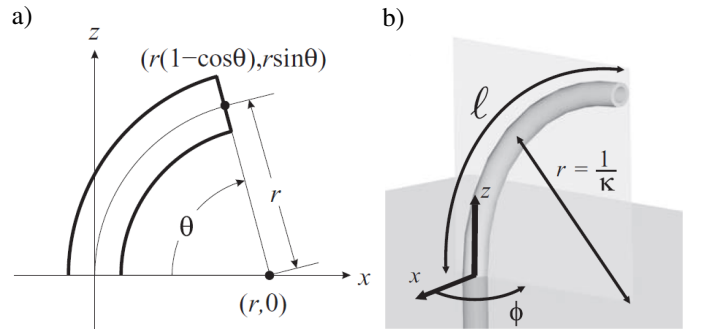 a)
z
(r(1−cosθ),rsinθ)
r
θ
x
(r,0)
b)
ℓ
r = 1/κ
z
x
ϕ